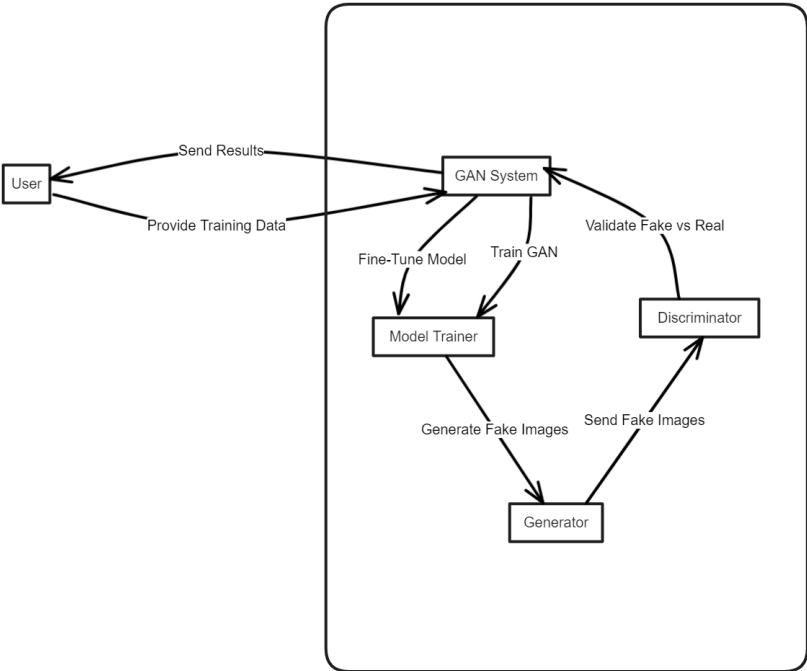 Send Results
GAN System
User
Provide Training Data
Validate Fake vs Real
Train GAN
Fine-Tune Model
Discriminator
Model Trainer
Send Fake Images
Generate Fake Images
Generator